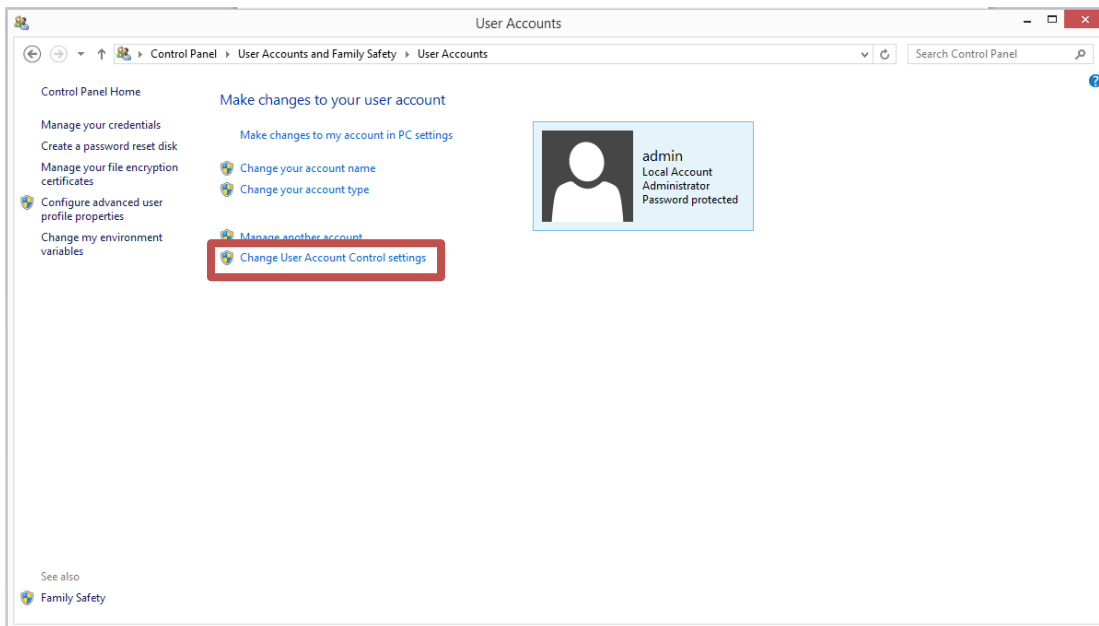 User Accounts
Control Panel User Accounts and Family Safety User Accounts
Search Control Panel
Control Panel Home
Manage your credentials
Create a password reset disk
Manage your file encryption
certificates
Configure advanced user
profile properties
Change my environment
variables
Make changes to your user account
Make changes to my account in PC settings
Change your account name
Change your account type
Manage another account
Change User Account Control settings
admin
Local Account
Administrator
Password protected
See also
Family Safety